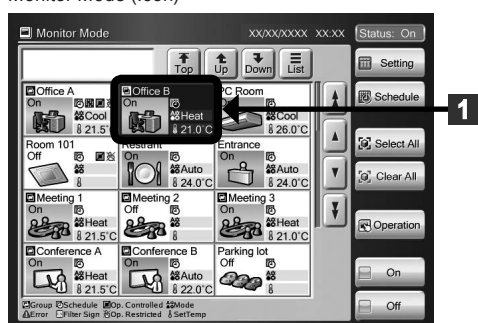 Monitor Mode (Icon)
Monitor Mode XX/XX/XXXX XX:XX Status: On
Top Up Down List
Setting
Schedule
Select All
Clear All
Operation
On
Off
1
Office A
On
Cool
21.5°C
Office B
On
Heat
21.0°C
PC Room
Cool
26.0°C
Room 101
Off
Restrant
On
Auto
24.0°C
Entrance
On
Auto
24.0°C
Meeting 1
On
Heat
21.5°C
Meeting 2
Off
Meeting 3
On
Heat
21.0°C
Conference A
On
Heat
21.5°C
Conference B
On
Auto
22.0°C
Parking lot
Off
Group Schedule Op. Controlled Mode
Error Filter Sign Op. Restricted SetTemp